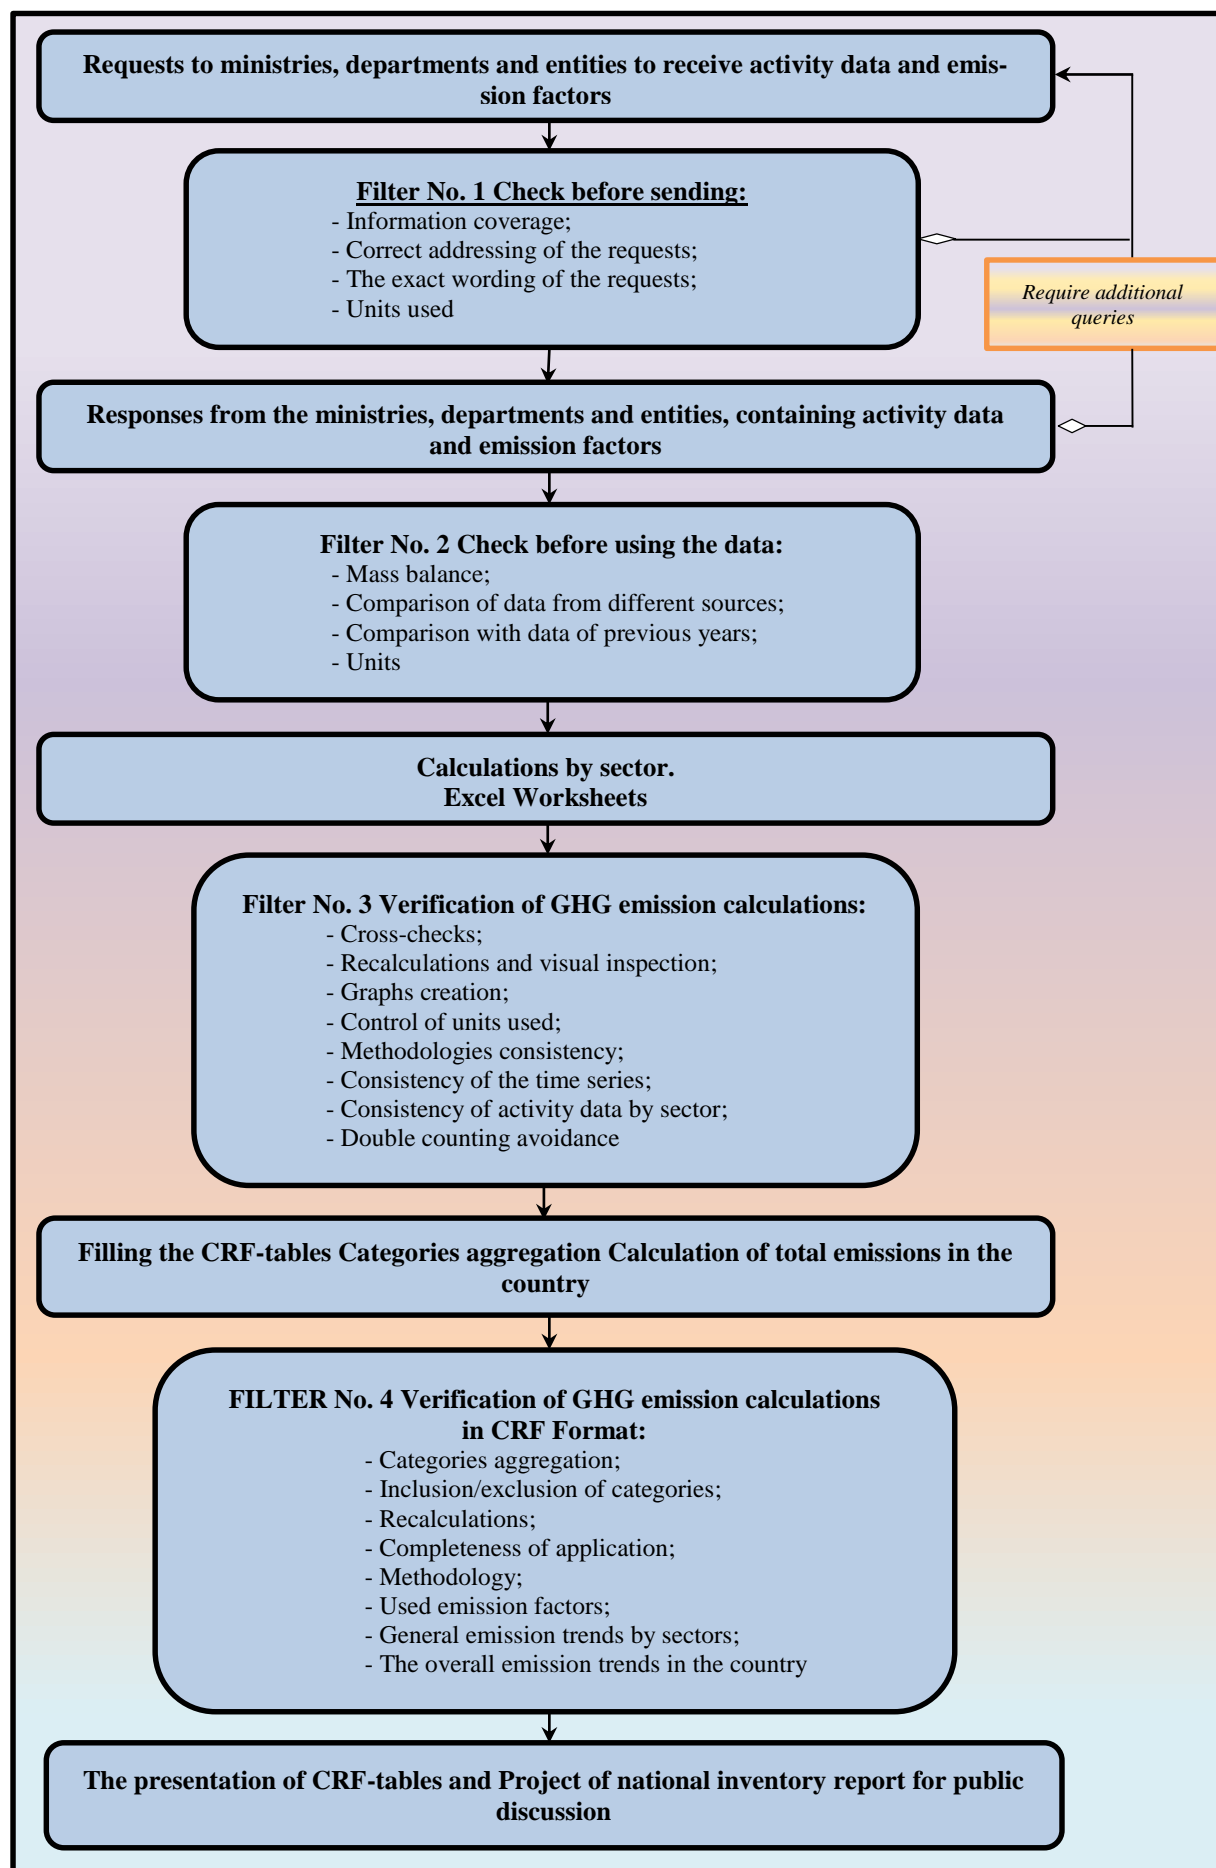 Requests to ministries, departments and entities to receive activity data and emis-
sion factors
Filter No. 1 Check before sending:
- Information coverage;
- Correct addressing of the requests;
- The exact wording of the requests;
- Units used
Require additional
queries
Responses from the ministries, departments and entities, containing activity data
and emission factors
Filter No. 2 Check before using the data:
- Mass balance;
- Comparison of data from different sources;
- Comparison with data of previous years;
- Units
Calculations by sector.
Excel Worksheets
Filter No. 3 Verification of GHG emission calculations:
- Cross-checks;
- Recalculations and visual inspection;
- Graphs creation;
- Control of units used;
- Methodologies consistency;
- Consistency of the time series;
- Consistency of activity data by sector;
- Double counting avoidance
Filling the CRF-tables Categories aggregation Calculation of total emissions in the
country
FILTER No. 4 Verification of GHG emission calculations
in CRF Format:
- Categories aggregation;
- Inclusion/exclusion of categories;
- Recalculations;
- Completeness of application;
- Methodology;
- Used emission factors;
- General emission trends by sectors;
- The overall emission trends in the country
The presentation of CRF-tables and Project of national inventory report for public
discussion